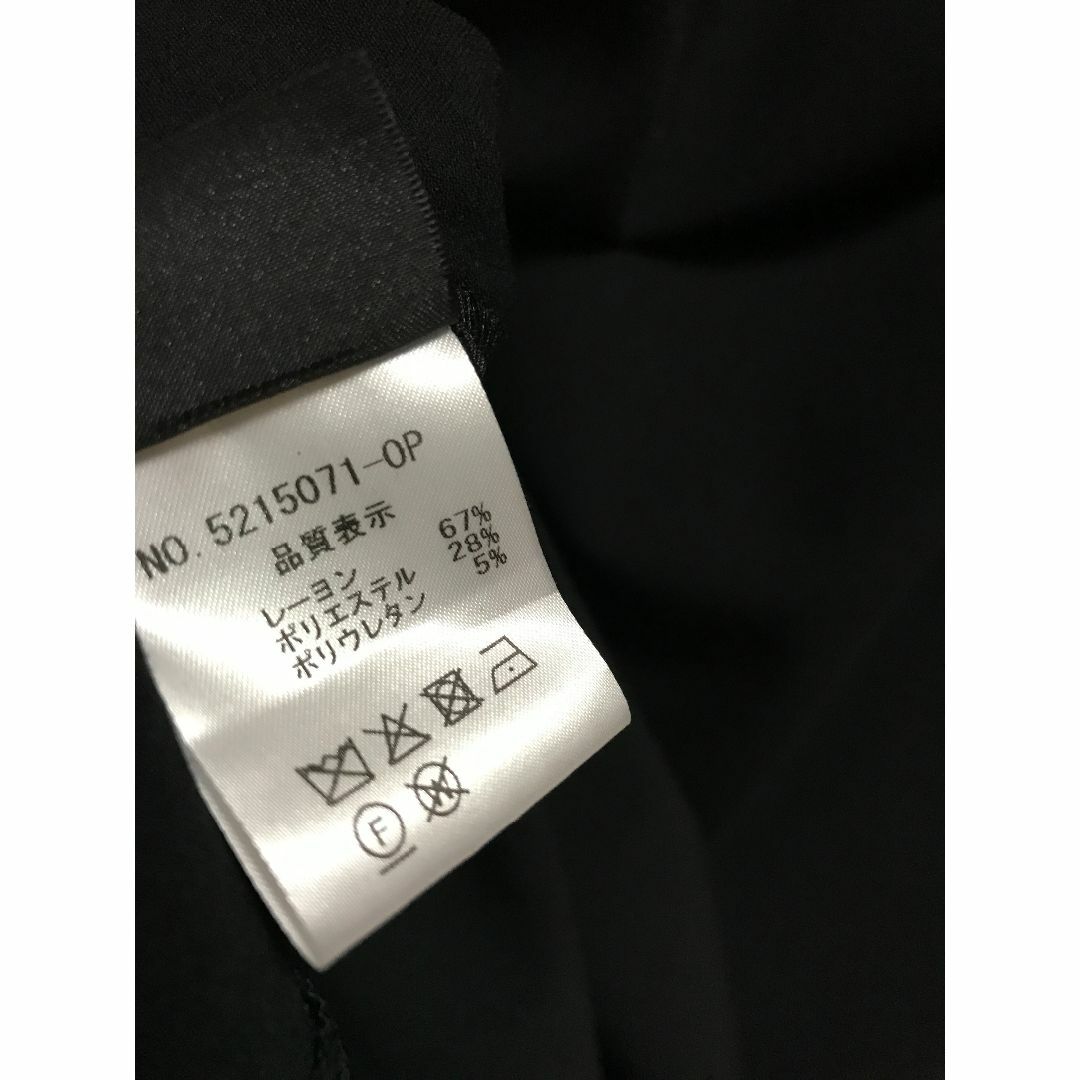 NO.5215071-OP
品質表示
レーヨン 67%
ポリエステル 28%
ポリウレタン 5%
F W